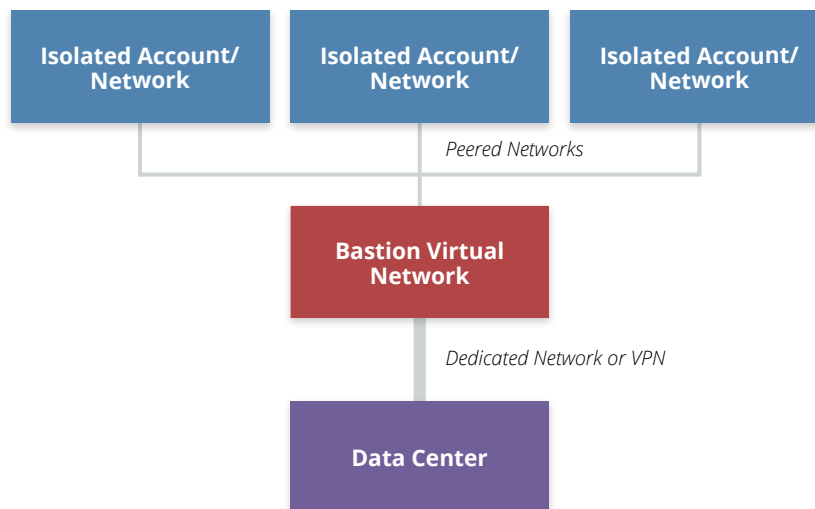 Isolated Account/
Network
Isolated Account/
Network
Isolated Account/
Network
Peered Networks
Bastion Virtual
Network
Dedicated Network or VPN
Data Center